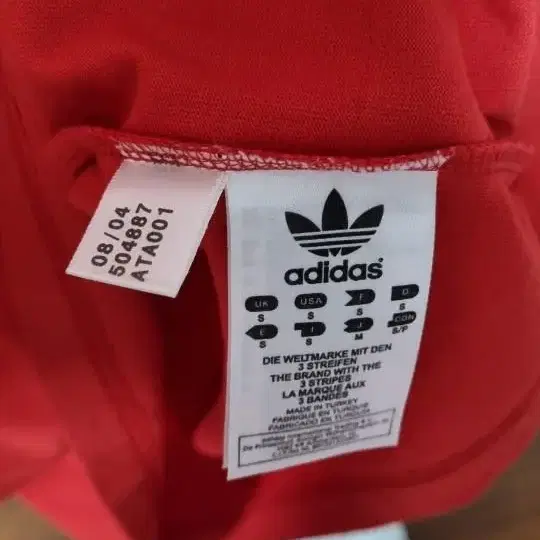 08/04
504887
ATA001
adidas
UK USA F D
S S S S
E I J CDN
S S M S/P
DIE WELTMARKE MIT DEN
3 STREIFEN
THE BRAND WITH THE
3 STRIPES
LA MARQUE AUX
3 BANDES
MADE IN TURKEY
FABRIQUE EN TURQUIE
FABRICADO EN TURQUIA